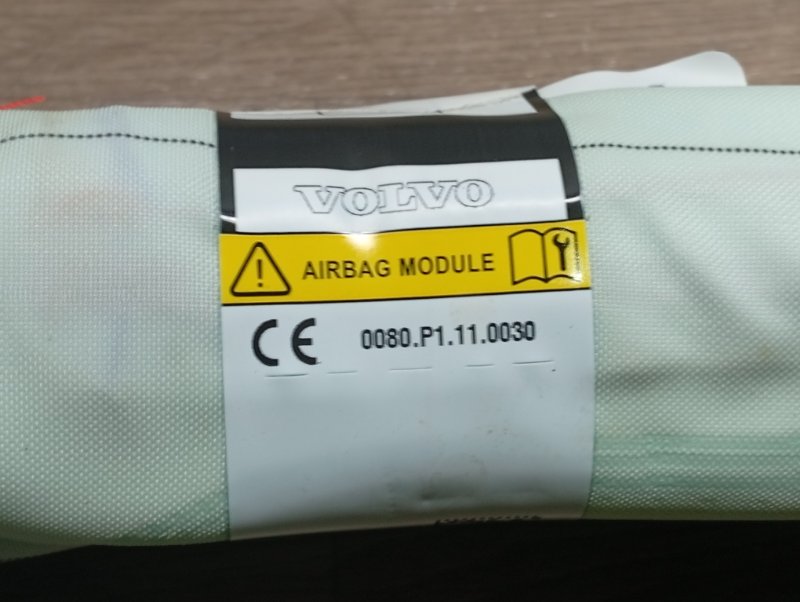 VOLVO
AIRBAG MODULE
CE 0080.P1.11.0030